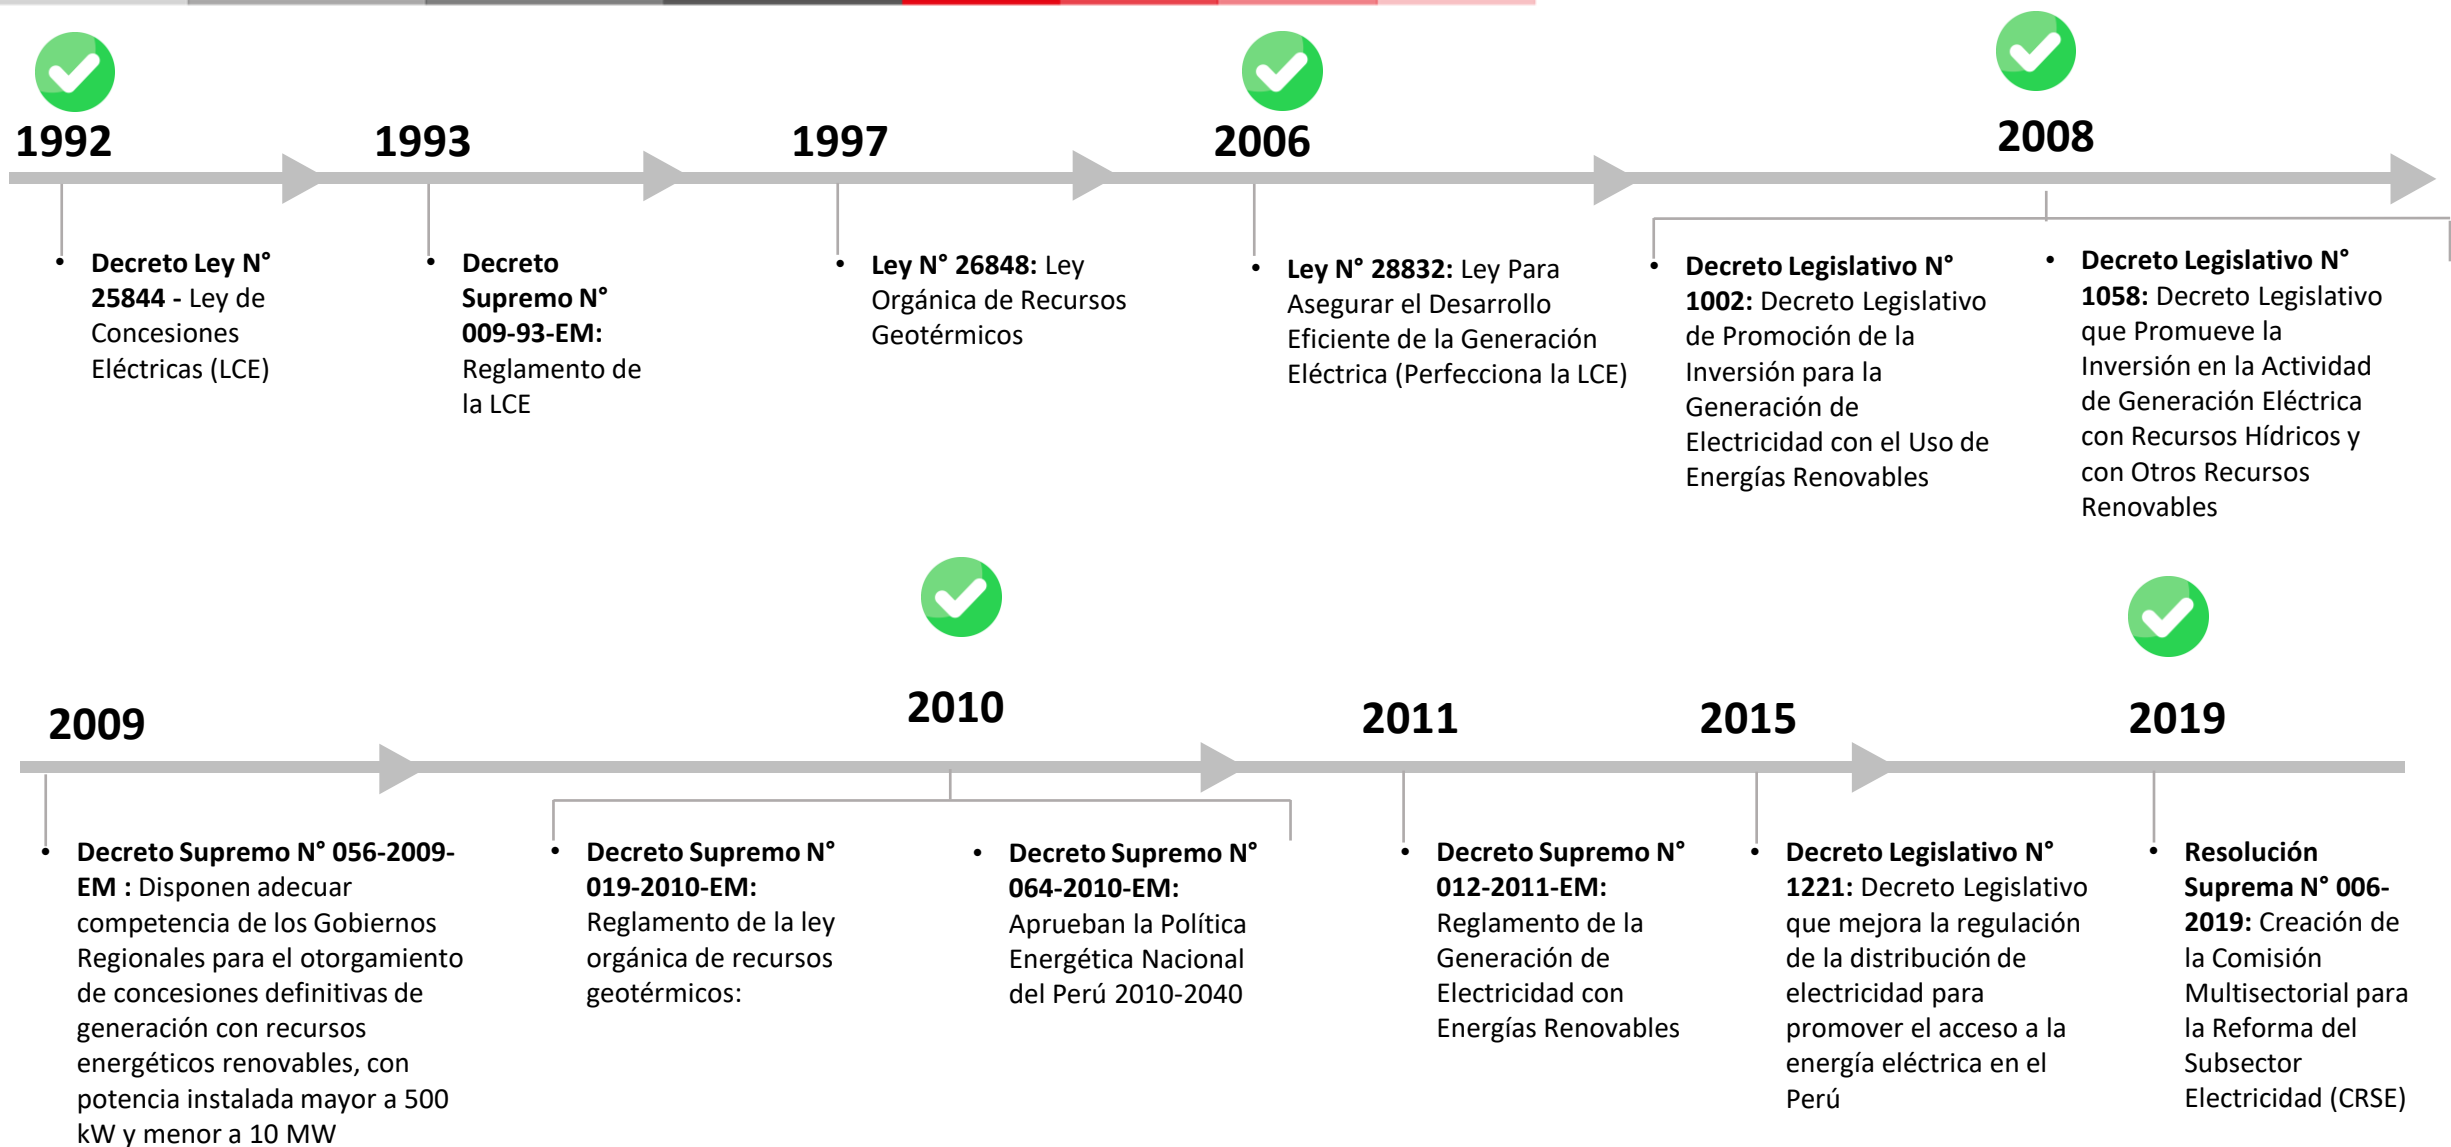 1992
• Decreto Ley N°
25844 - Ley de
Concesiones
Eléctricas (LCE)
1993
• Decreto
Supremo N°
009-93-EM:
Reglamento de
la LCE
1997
• Ley N° 26848: Ley
Orgánica de Recursos
Geotérmicos
2006
• Ley N° 28832: Ley Para
Asegurar el Desarrollo
Eficiente de la Generación
Eléctrica (Perfecciona la LCE)
2008
• Decreto Legislativo N°
1002: Decreto Legislativo
de Promoción de la
Inversión para la
Generación de
Electricidad con el Uso de
Energías Renovables
• Decreto Legislativo N°
1058: Decreto Legislativo
que Promueve la
Inversión en la Actividad
de Generación Eléctrica
con Recursos Hídricos y
con Otros Recursos
Renovables
2009
• Decreto Supremo N° 056-2009-
EM : Disponen adecuar
competencia de los Gobiernos
Regionales para el otorgamiento
de concesiones definitivas de
generación con recursos
energéticos renovables, con
potencia instalada mayor a 500
kW y menor a 10 MW
2010
• Decreto Supremo N°
019-2010-EM:
Reglamento de la ley
orgánica de recursos
geotérmicos:
• Decreto Supremo N°
064-2010-EM:
Aprueban la Política
Energética Nacional
del Perú 2010-2040
2011
• Decreto Supremo N°
012-2011-EM:
Reglamento de la
Generación de
Electricidad con
Energías Renovables
2015
• Decreto Legislativo N°
1221: Decreto Legislativo
que mejora la regulación
de la distribución de
electricidad para
promover el acceso a la
energía eléctrica en el
Perú
2019
• Resolución
Suprema N° 006-
2019: Creación de
la Comisión
Multisectorial para
la Reforma del
Subsector
Electricidad (CRSE)